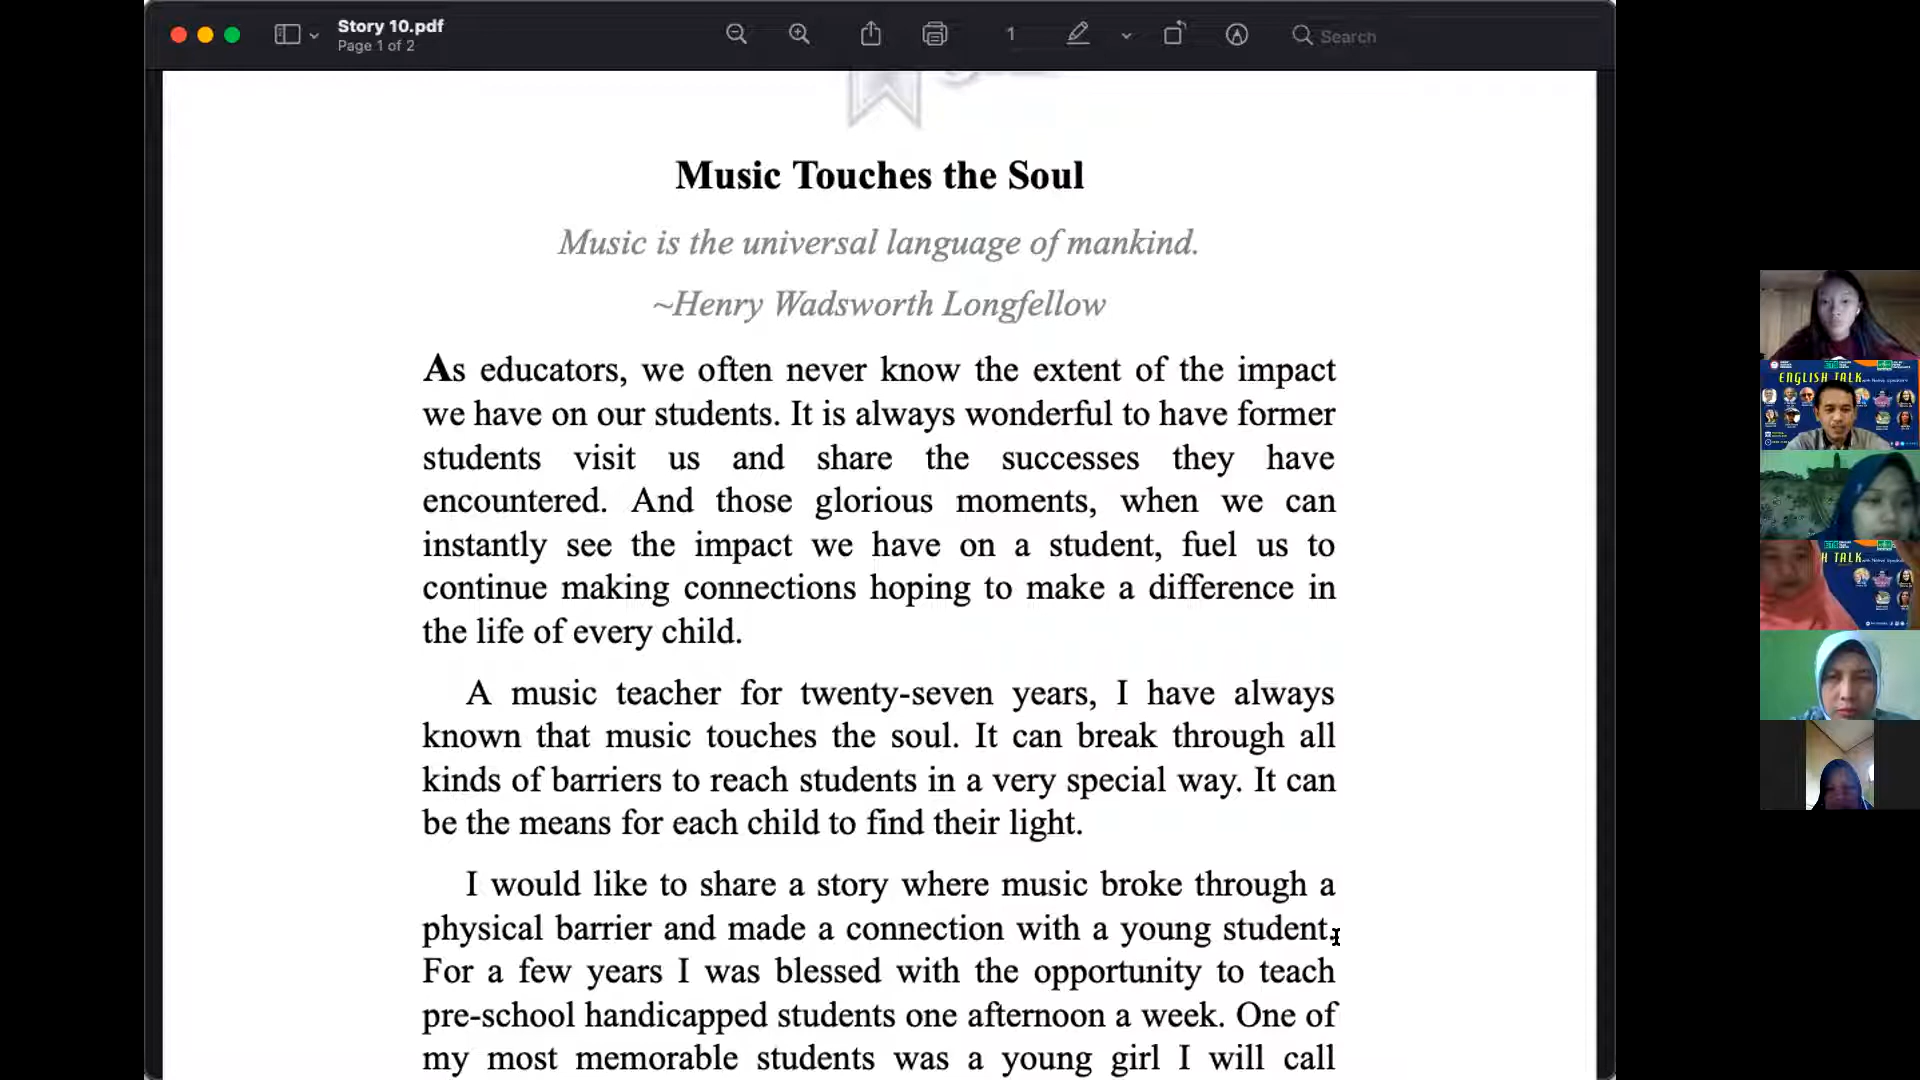 Story 10.pdf
Page 1 of 2
1
Search
Music Touches the Soul
Music is the universal language of mankind.
~Henry Wadsworth Longfellow
As educators, we often never know the extent of the impact
we have on our students. It is always wonderful to have former
students visit us and share the successes they have
encountered. And those glorious moments, when we can
instantly see the impact we have on a student, fuel us to
continue making connections hoping to make a difference in
the life of every child.
A music teacher for twenty-seven years, I have always
known that music touches the soul. It can break through all
kinds of barriers to reach students in a very special way. It can
be the means for each child to find their light.
I would like to share a story where music broke through a
physical barrier and made a connection with a young student.
For a few years I was blessed with the opportunity to teach
pre-school handicapped students one afternoon a week. One of
my most memorable students was a young girl I will call
ENGLISH TALK
H TALK